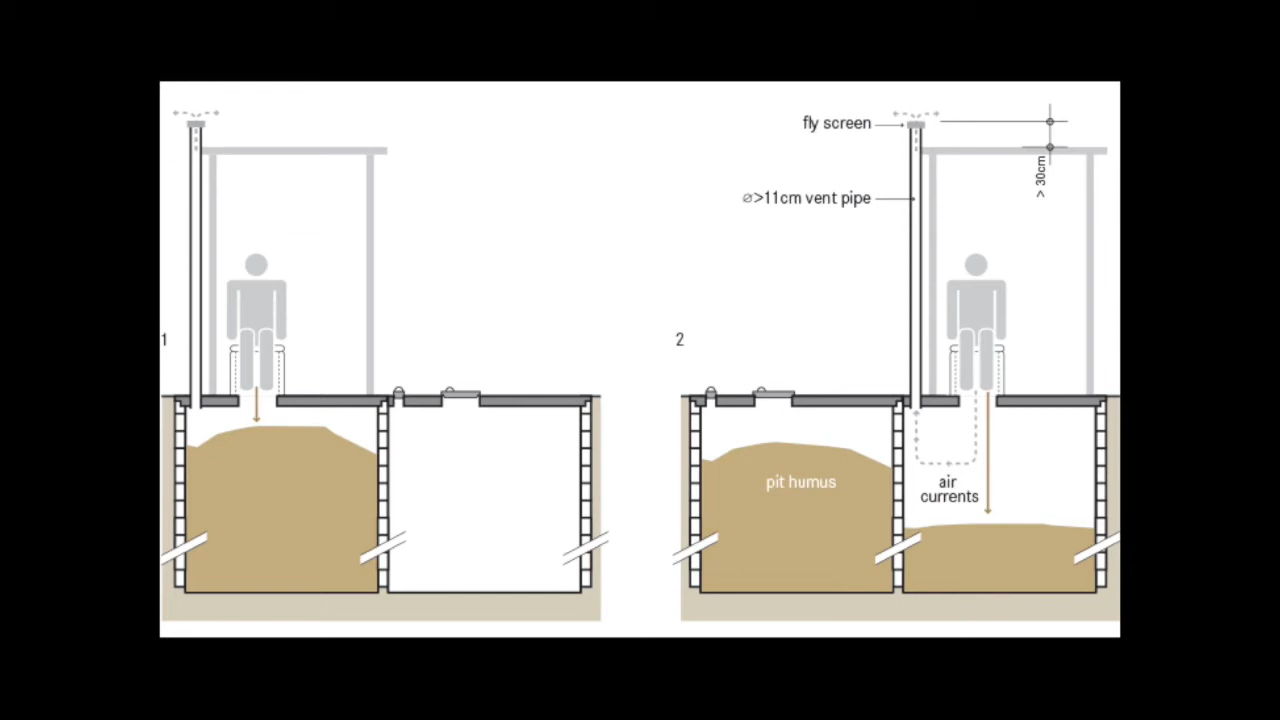 fly screen
> 30cm
⌀>11cm vent pipe
1
2
pit humus
air
currents